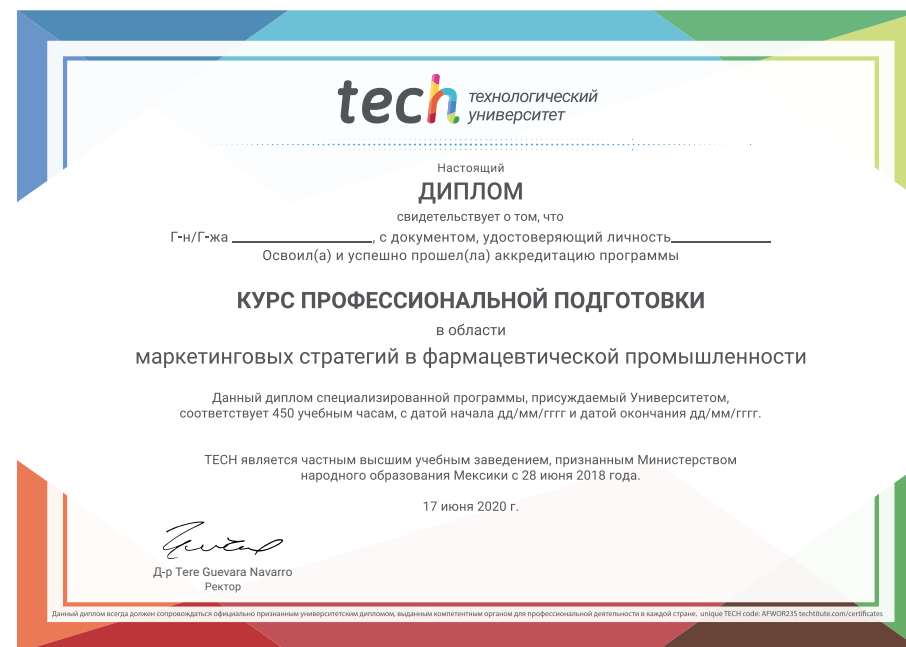 tech технологический
университет
Настоящий
ДИПЛОМ
свидетельствует о том, что
Г-н/Г-жа ____________________, с документом, удостоверяющий личность______________
Освоил(а) и успешно прошел(ла) аккредитацию программы
КУРС ПРОФЕССИОНАЛЬНОЙ ПОДГОТОВКИ
в области
маркетинговых стратегий в фармацевтической промышленности
Данный диплом специализированной программы, присуждаемый Университетом,
соответствует 450 учебным часам, с датой начала дд/мм/гггг и датой окончания дд/мм/гггг.
TECH является частным высшим учебным заведением, признанным Министерством
народного образования Мексики с 28 июня 2018 года.
17 июня 2020 г.
Д-р Tere Guevara Navarro
Ректор
Данный диплом всегда должен сопровождаться официально признанным университетским дипломом, выданным компетентным органом для профессиональной деятельности в каждой стране. unique TECH code: AFWOR23S techtitute.com/certificates